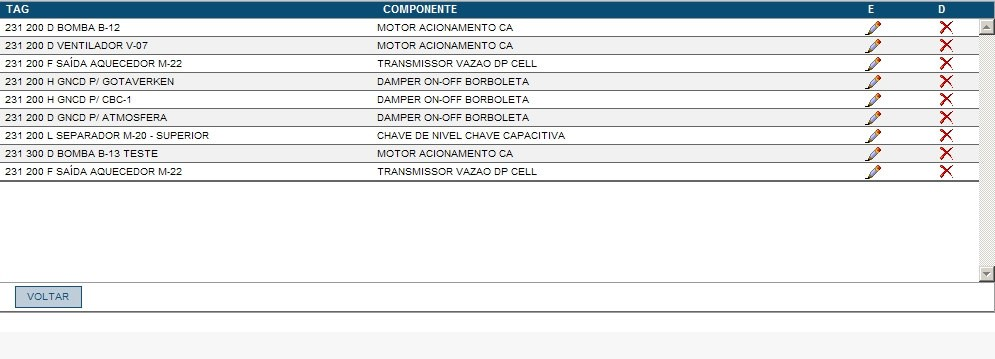 TAG COMPONENTE E D
231 200 D BOMBA B-12 MOTOR ACIONAMENTO CA
231 200 D VENTILADOR V-07 MOTOR ACIONAMENTO CA
231 200 F SAÍDA AQUECEDOR M-22 TRANSMISSOR VAZAO DP CELL
231 200 H GNCD P/ GOTAVERKEN DAMPER ON-OFF BORBOLETA
231 200 H GNCD P/ CBC-1 DAMPER ON-OFF BORBOLETA
231 200 D GNCD P/ ATMOSFERA DAMPER ON-OFF BORBOLETA
231 200 L SEPARADOR M-20 - SUPERIOR CHAVE DE NIVEL CHAVE CAPACITIVA
231 300 D BOMBA B-13 TESTE MOTOR ACIONAMENTO CA
231 200 F SAÍDA AQUECEDOR M-22 TRANSMISSOR VAZAO DP CELL
VOLTAR